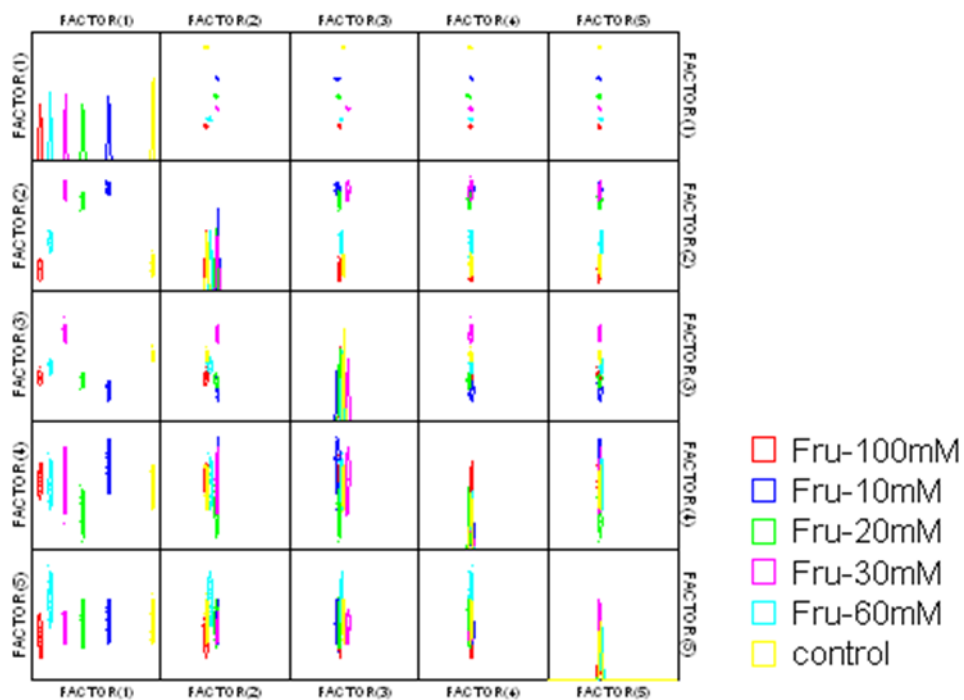 FACTOR(1) FACTOR(2) FACTOR(3) FACTOR(4) FACTOR(5)
FACTOR(1) FACTOR(1)
FACTOR(2) FACTOR(2)
FACTOR(3) FACTOR(3)
FACTOR(4) FACTOR(4)
FACTOR(5) FACTOR(5)
FACTOR(1) FACTOR(2) FACTOR(3) FACTOR(4) FACTOR(5)
Fru-100mM
Fru-10mM
Fru-20mM
Fru-30mM
Fru-60mM
control